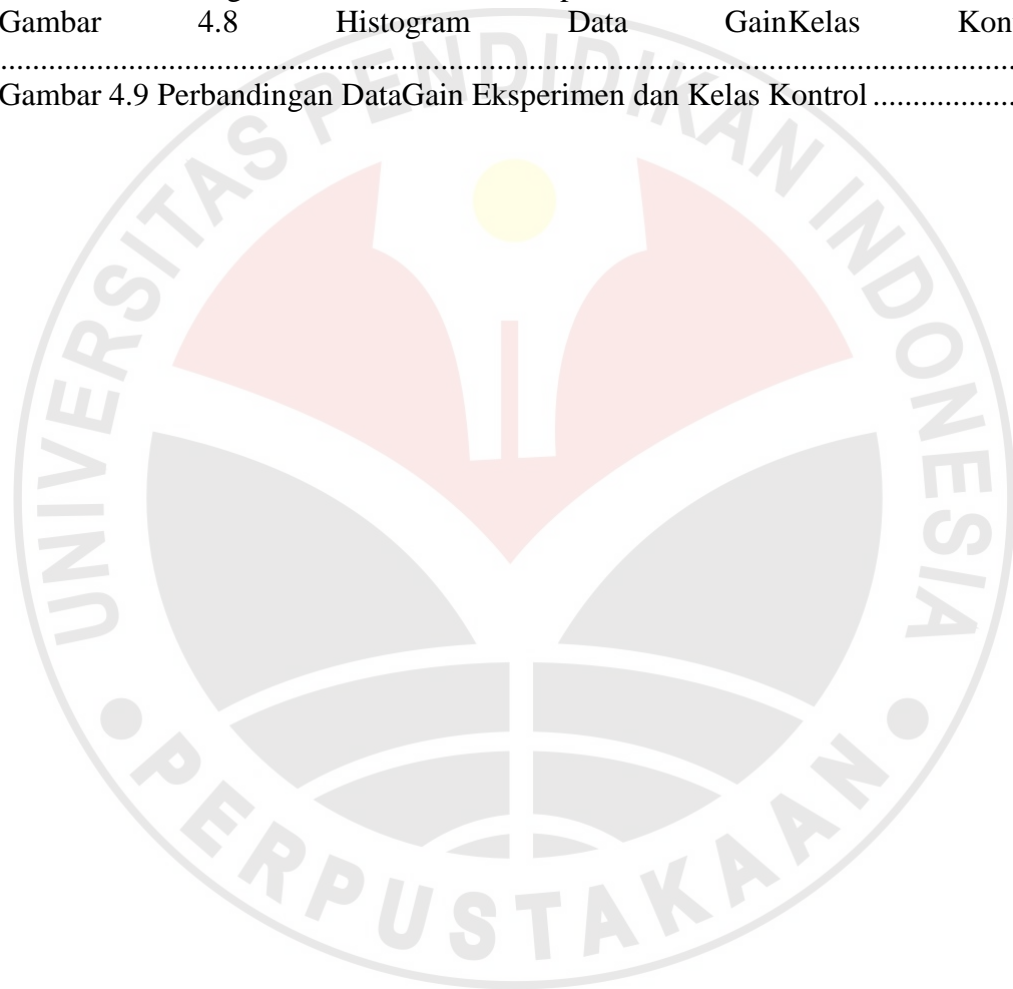 Gambar 4.8 Histogram Data GainKelas Kon
....................................................................................................................................
Gambar 4.9 Perbandingan DataGain Eksperimen dan Kelas Kontrol ..................
UNIVERSITAS PENDIDIKAN INDONESIA
PERPUSTAKAAN